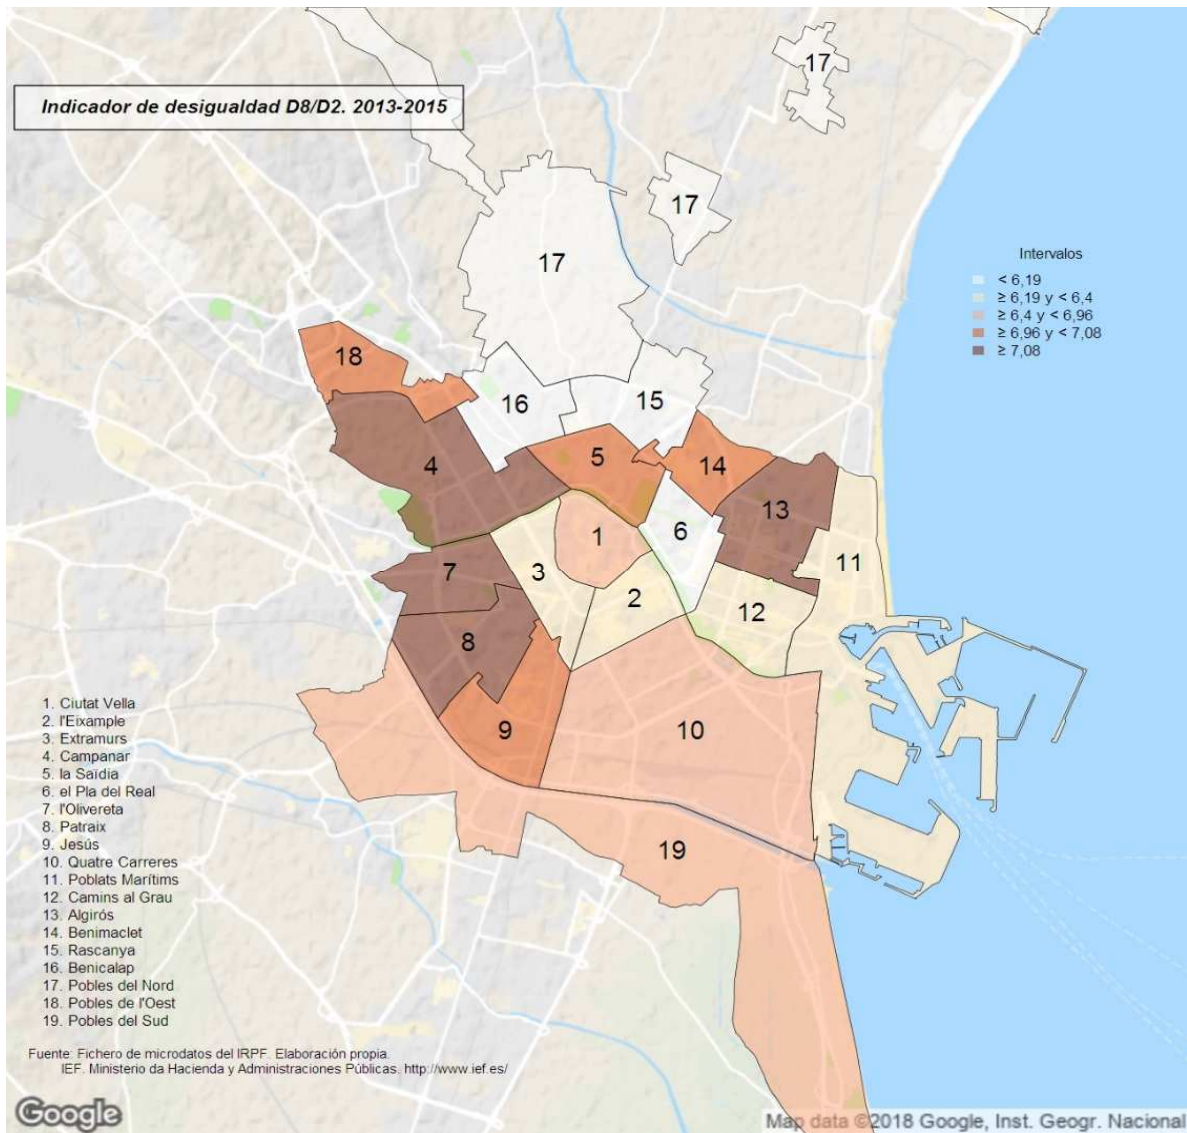 Indicador de desigualdad D8/D2. 2013-2015
17
17
17
Intervalos
< 6,19
≥ 6,19 y < 6,4
≥ 6,4 y < 6,96
≥ 6,96 y < 7,08
≥ 7,08
18
16
15
4
5
14
13
6
1
11
7
3
2
12
8
9
10
19
1. Ciutat Vella
2. l'Eixample
3. Extramurs
4. Campanar
5. la Saïdia
6. el Pla del Real
7. l'Olivereta
8. Patraix
9. Jesús
10. Quatre Carreres
11. Poblats Marítims
12. Camins al Grau
13. Algirós
14. Benimaclet
15. Rascanya
16. Benicalap
17. Pobles del Nord
18. Pobles de l'Oest
19. Pobles del Sud
Fuente: Fichero de microdatos del IRPF. Elaboración propia.
IEF. Ministerio da Hacienda y Administraciones Públicas. http://www.ief.es/
Google
Map data ©2018 Google, Inst. Geogr. Nacional